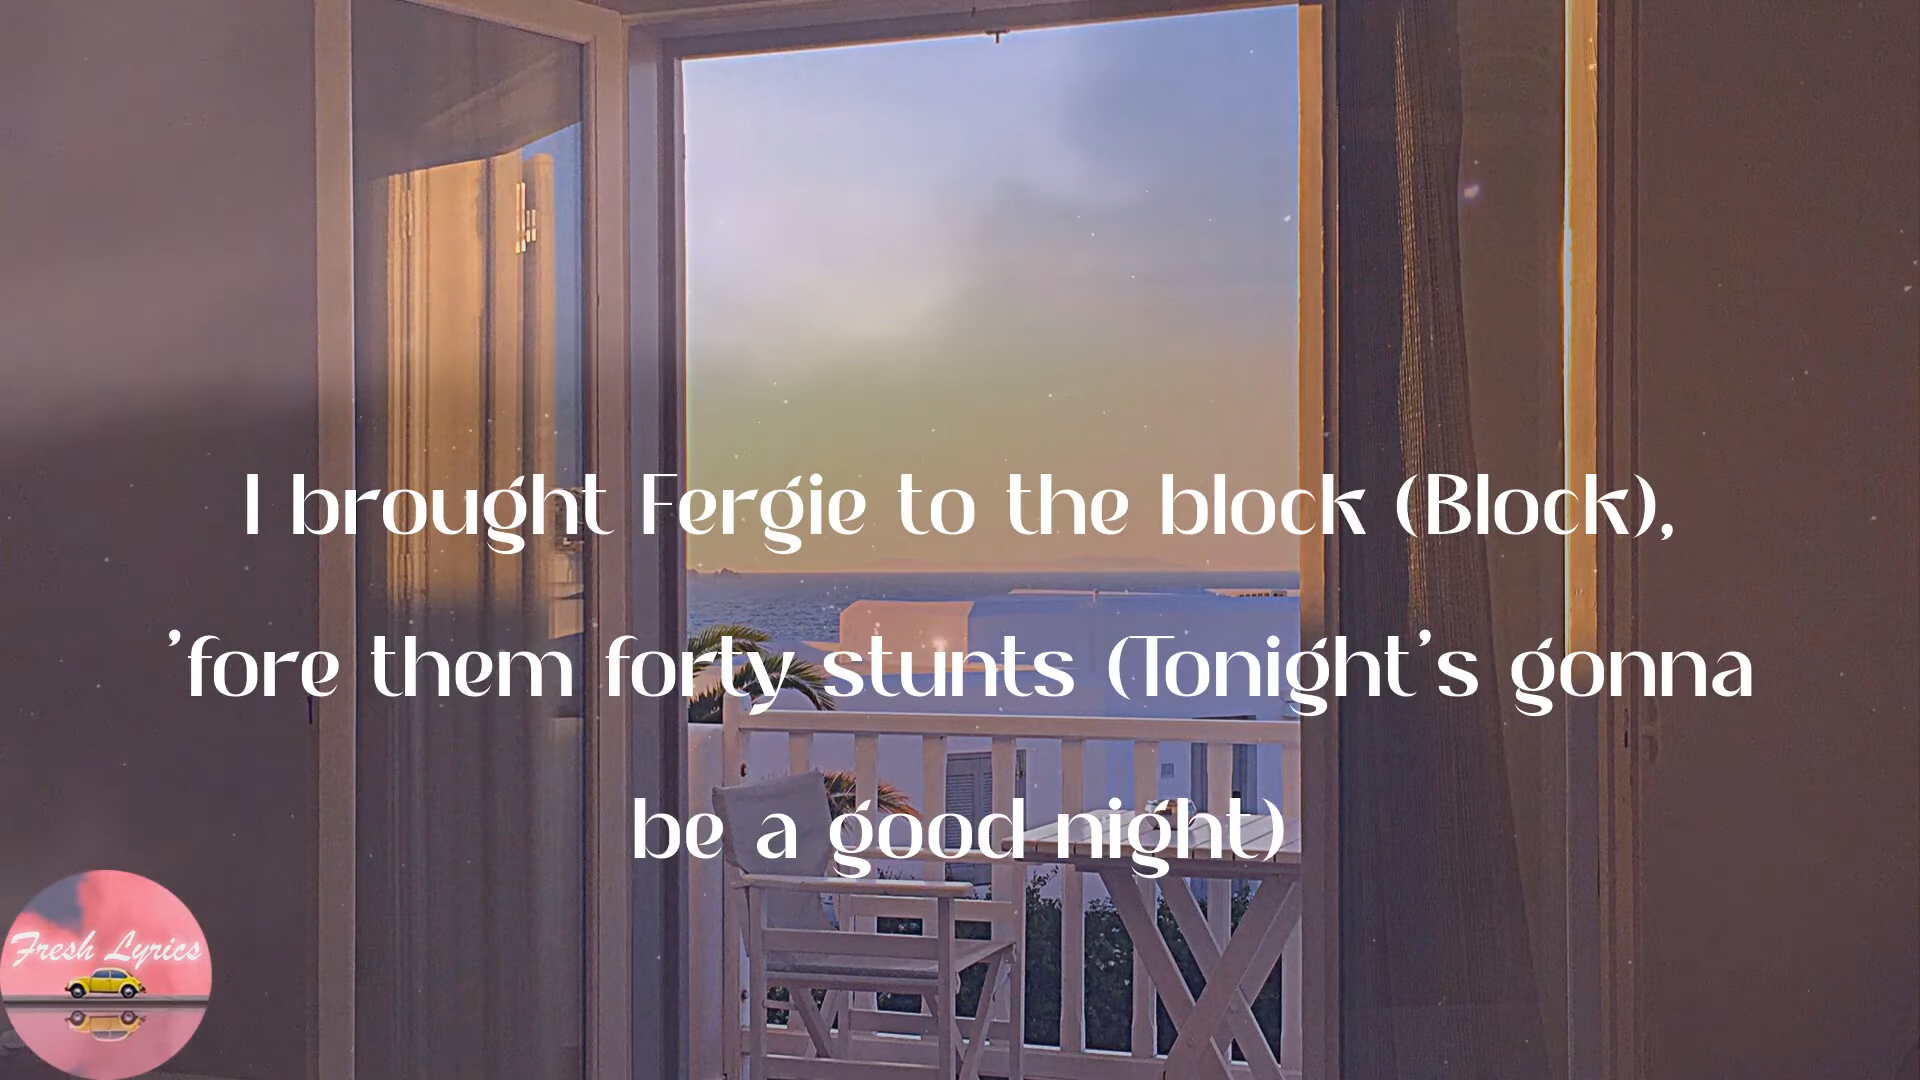 I brought Fergie to the block (Block),
'fore them forty stunts (Tonight's gonna
be a good night)
Fresh Lyrics